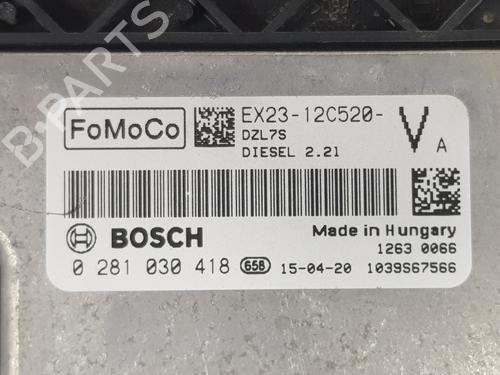 B-PARTS
FoMoCo
EX23-12C520-
DZL7S
DIESEL 2.2l
V A
BOSCH
Made in Hungary
1263 0066
0 281 030 418 658 15-04-20 1039S67566